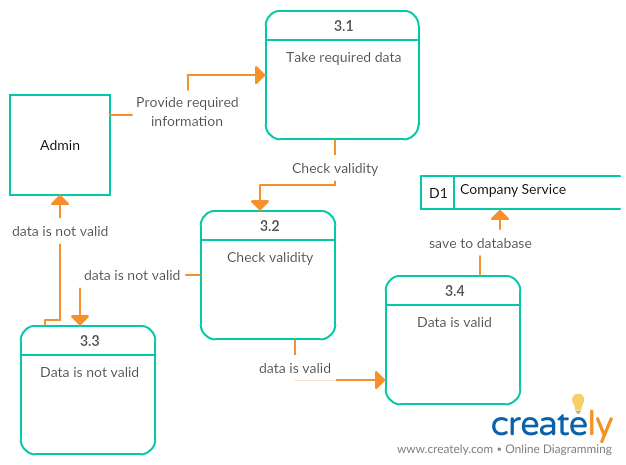 3.1
Take required data
Provide required
information
Admin
Check validity
D1
Company Service
3.2
Check validity
data is not valid
save to database
data is not valid
3.4
Data is valid
3.3
Data is not valid
data is valid
creately
www.creately.com • Online Diagramming